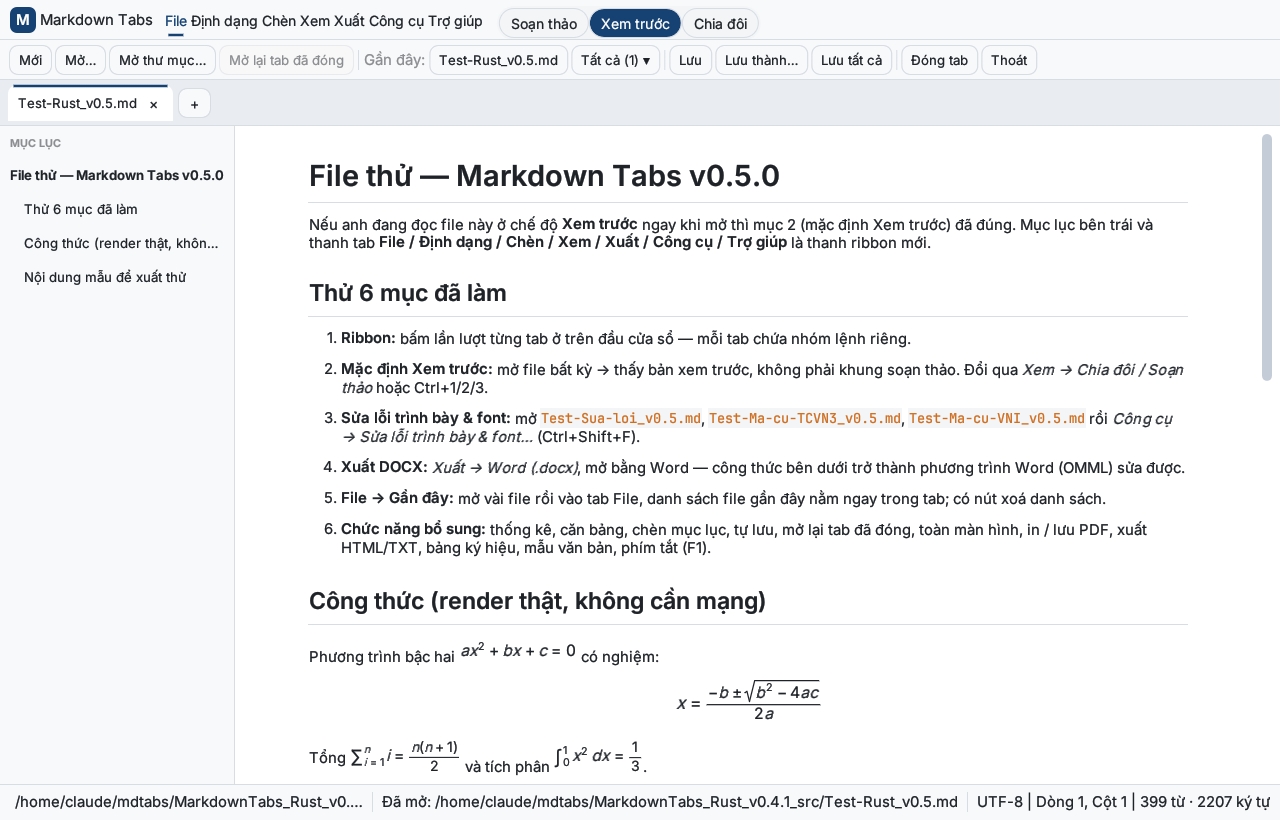 M Markdown Tabs File Định dạng Chèn Xem Xuất Công cụ Trợ giúp Soạn thảo Xem trước Chia đôi
Mới Mở... Mở thư mục... Mở lại tab đã đóng Gần đây: Test-Rust_v0.5.md Tất cả (1) ▾ Lưu Lưu thành... Lưu tất cả Đóng tab Thoát
Test-Rust_v0.5.md × +
MỤC LỤC
File thử — Markdown Tabs v0.5.0
Thử 6 mục đã làm
Công thức (render thật, khôn...
Nội dung mẫu để xuất thử
File thử — Markdown Tabs v0.5.0
Nếu anh đang đọc file này ở chế độ Xem trước ngay khi mở thì mục 2 (mặc định Xem trước) đã đúng. Mục lục bên trái và
thanh tab File / Định dạng / Chèn / Xem / Xuất / Công cụ / Trợ giúp là thanh ribbon mới.
Thử 6 mục đã làm
1. Ribbon: bấm lần lượt từng tab ở trên đầu cửa sổ — mỗi tab chứa nhóm lệnh riêng.
2. Mặc định Xem trước: mở file bất kỳ → thấy bản xem trước, không phải khung soạn thảo. Đổi qua Xem → Chia đôi / Soạn
thảo hoặc Ctrl+1/2/3.
3. Sửa lỗi trình bày & font: mở Test-Sua-loi_v0.5.md, Test-Ma-cu-TCVN3_v0.5.md, Test-Ma-cu-VNI_v0.5.md rồi Công cụ
→ Sửa lỗi trình bày & font... (Ctrl+Shift+F).
4. Xuất DOCX: Xuất → Word (.docx), mở bằng Word — công thức bên dưới trở thành phương trình Word (OMML) sửa được.
5. File → Gần đây: mở vài file rồi vào tab File, danh sách file gần đây nằm ngay trong tab; có nút xoá danh sách.
6. Chức năng bổ sung: thống kê, căn bảng, chèn mục lục, tự lưu, mở lại tab đã đóng, toàn màn hình, in / lưu PDF, xuất
HTML/TXT, bảng ký hiệu, mẫu văn bản, phím tắt (F1).
Công thức (render thật, không cần mạng)
Phương trình bậc hai ax² + bx + c = 0 có nghiệm:
x = (−b ± √(b² − 4ac)) / 2a
Tổng ∑ᵢ₌₁ⁿ i = n(n + 1) / 2 và tích phân ∫₀¹ x² dx = 1/3.
/home/claude/mdtabs/MarkdownTabs_Rust_v0.... Đã mở: /home/claude/mdtabs/MarkdownTabs_Rust_v0.4.1_src/Test-Rust_v0.5.md UTF-8 | Dòng 1, Cột 1 | 399 từ · 2207 ký tự